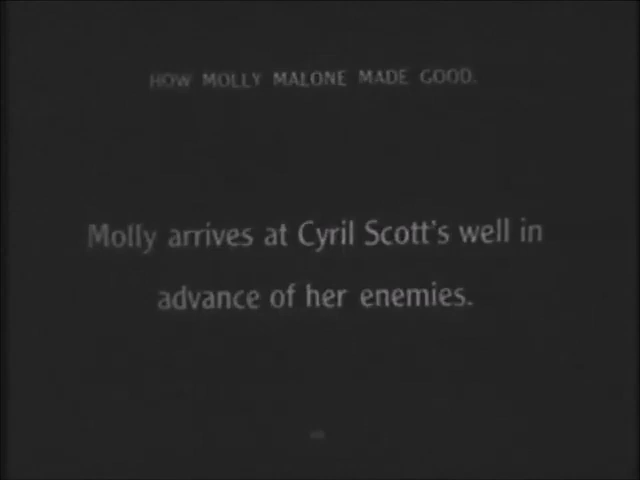 HOW MOLLY MALONE MADE GOOD.
Molly arrives at Cyril Scott's well in
advance of her enemies.